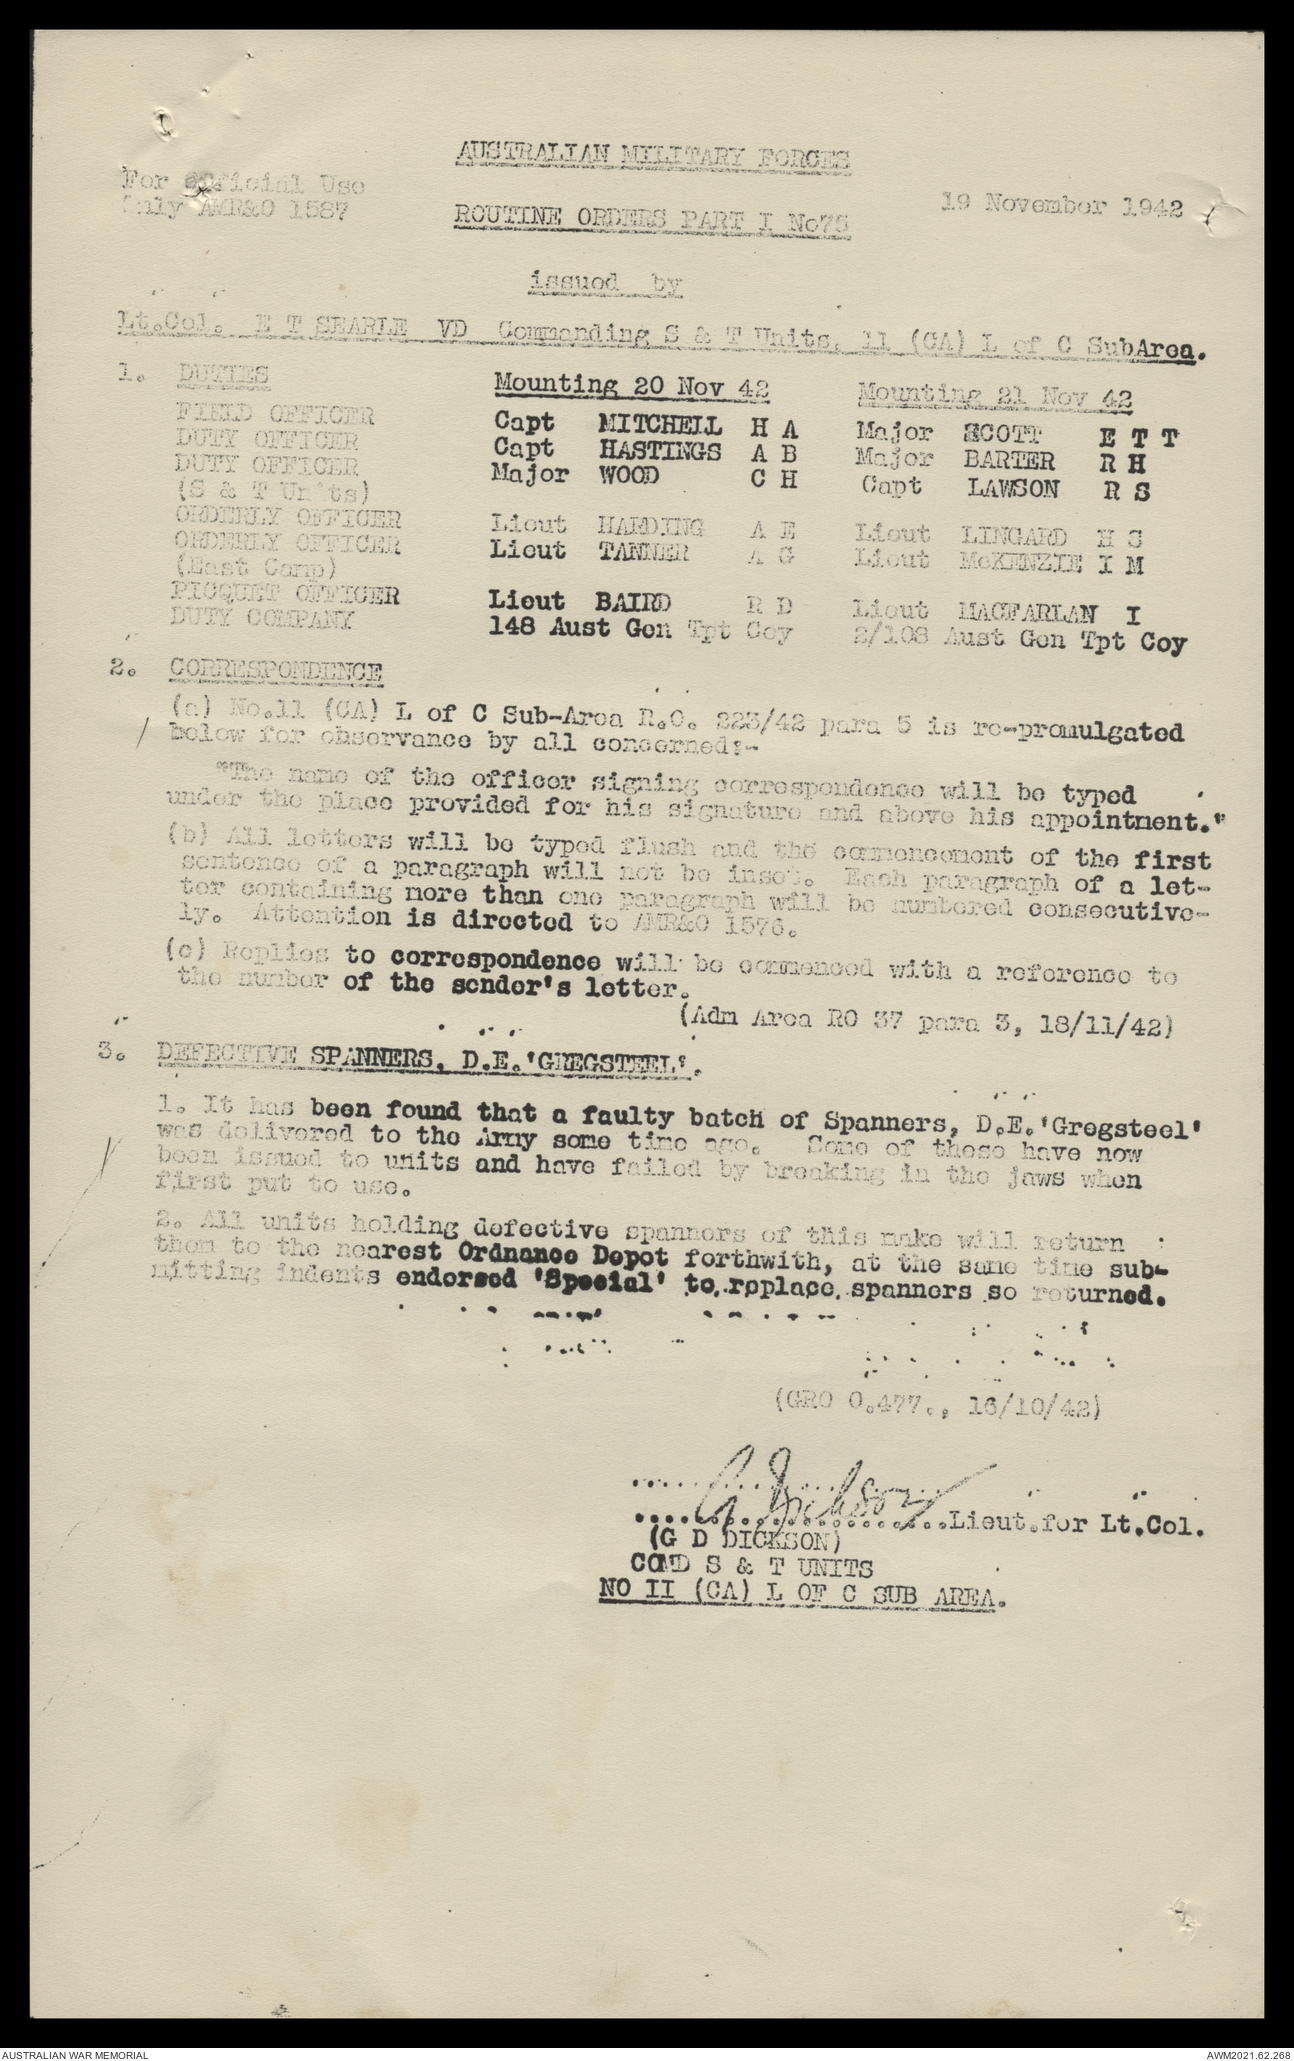 AUSTRALIAN MILITARY FORCES
For Official Use
Only AMR&O 1587
19 November 1942
ROUTINE ORDERS PART I No75
issued by
Lt.Col. E T SEARLE VD Commanding S & T Units, 11 (CA) L of C SubArea.
1. DUTIES Mounting 20 Nov 42 Mounting 21 Nov 42
FIELD OFFICER Capt MITCHELL H A Major SCOTT E T T
DUTY OFFICER Capt HASTINGS A B Major BARTER R H
DUTY OFFICER Major WOOD C H Capt LAWSON R S
(S & T Units)
ORDERLY OFFICER Lieut HARDING A E Lieut LINGARD H S
ORDERLY OFFICER Lieut TANNER A G Lieut McKENZIE I M
(East Camp)
PICQUET OFFICER Lieut BAIRD R D Lieut MACFARLAN I
DUTY COMPANY 148 Aust Gen Tpt Coy 2/108 Aust Gen Tpt Coy
2. CORRESPONDENCE
(a) No.11 (CA) L of C Sub-Area R.O. 223/42 para 5 is re-promulgated
below for observance by all concerned:-
"The name of the officer signing correspondence will be typed
under the place provided for his signature and above his appointment."
(b) All letters will be typed flush and the commencement of the first
sentence of a paragraph will not be inset. Each paragraph of a let-
ter containing more than one paragraph will be numbered consecutive-
ly. Attention is directed to AMR&O 1576.
(c) Replies to correspondence will be commenced with a reference to
the number of the sender's letter.
(Adm Area RO 37 para 3, 18/11/42)
3. DEFECTIVE SPANNERS, D.E.'GREGSTEEL'.
1. It has been found that a faulty batch of Spanners, D.E.'Gregsteel'
was delivered to the Army some time ago. Some of these have now
been issued to units and have failed by breaking in the jaws when
first put to use.
2. All units holding defective spanners of this make will return
them to the nearest Ordnance Depot forthwith, at the same time sub-
mitting indents endorsed 'Special' to replace spanners so returned.
(GRO 0.477., 16/10/42)
G Dickson
....................Lieut.for Lt.Col.
(G D DICKSON)
COMD S & T UNITS
NO II (CA) L OF C SUB AREA.
AUSTRALIAN WAR MEMORIAL
AWM2021.62.268